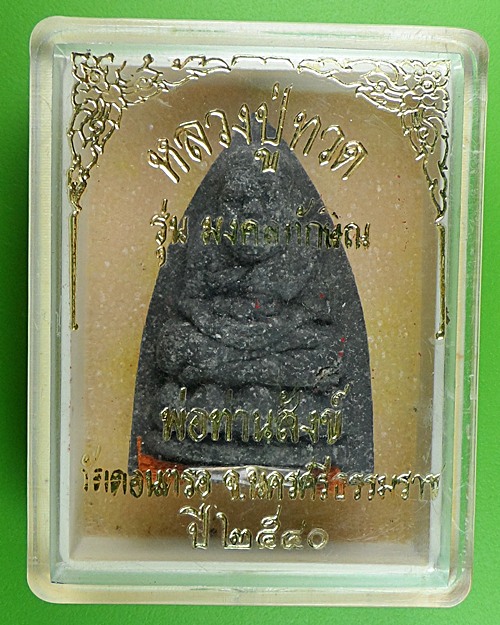 หลวงปู่ทวด
รุ่น มงคลทักษิณ
พ่อท่านสังข์
วัดดอนตรอ จ.นครศรีธรรมราช
ปี ๒๕๔๐